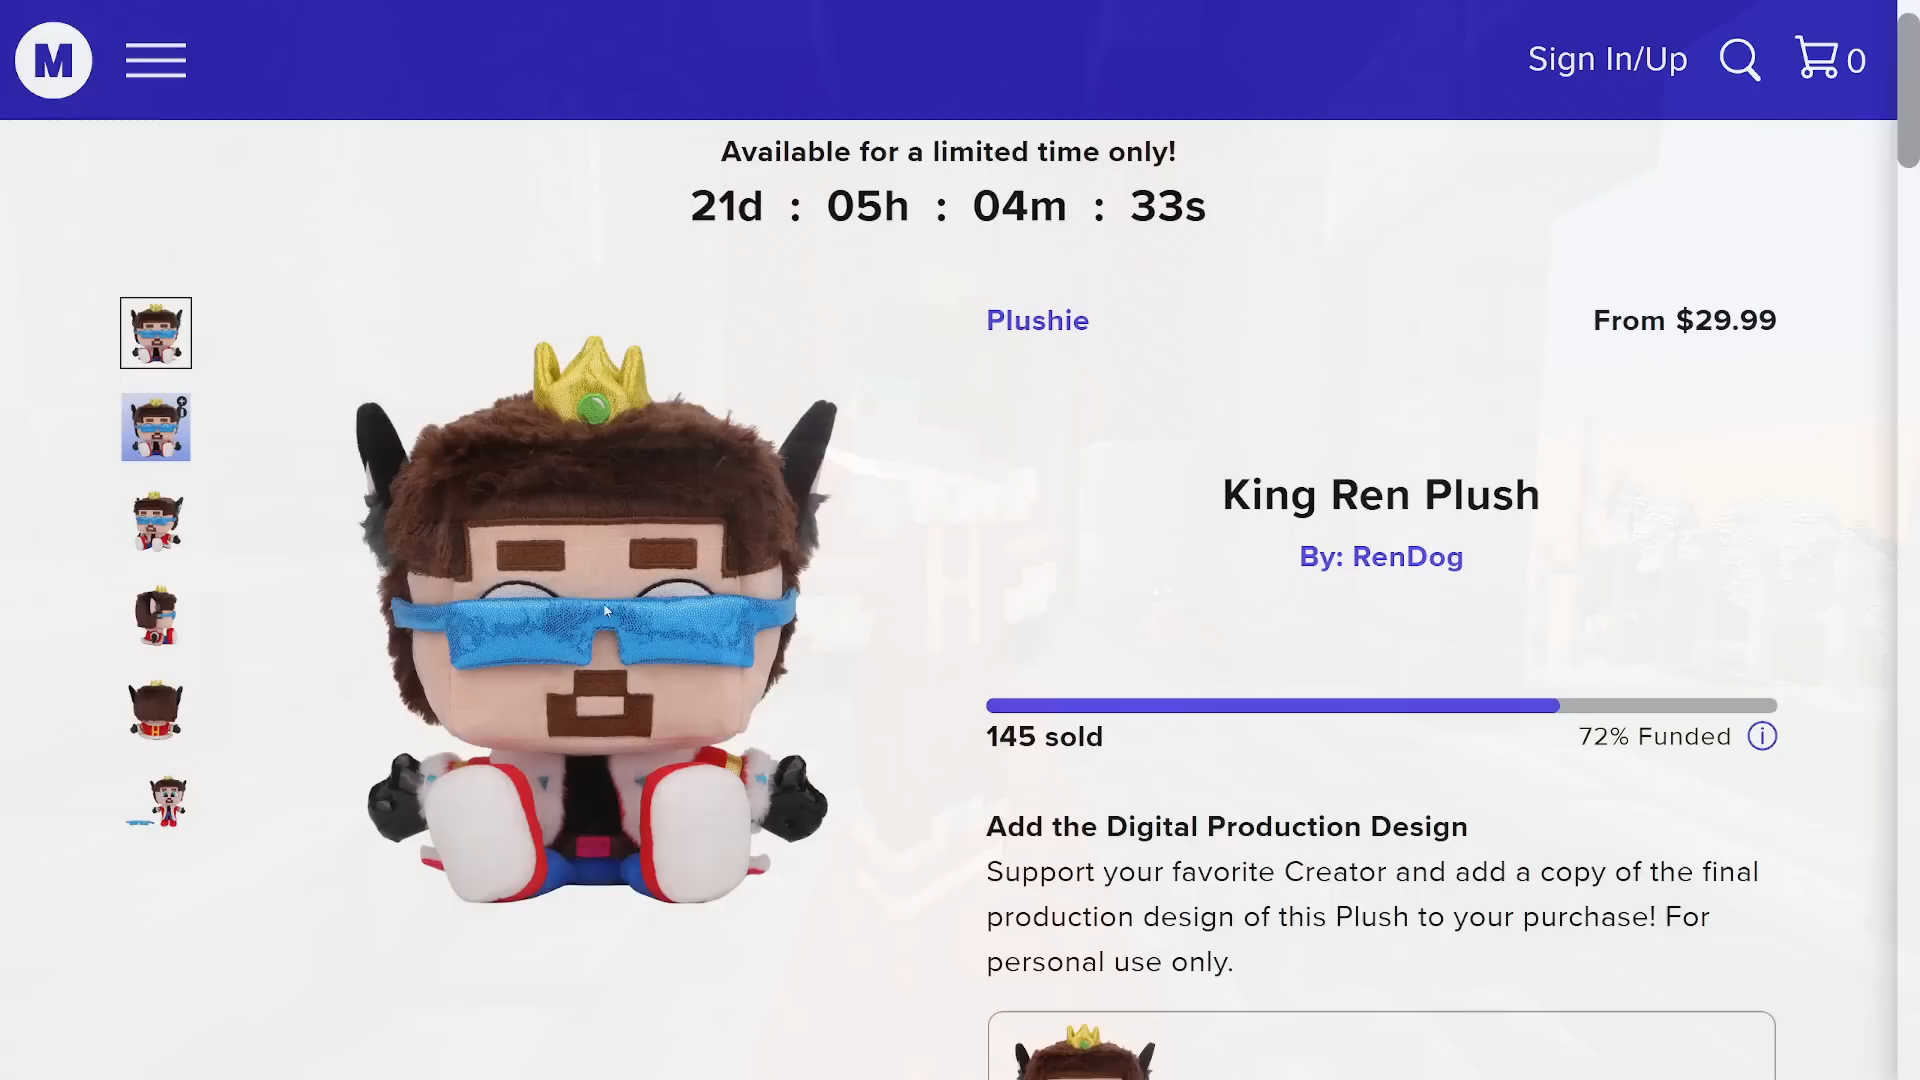 M
Sign In/Up
0
Available for a limited time only!
21d : 05h : 04m : 33s
Plushie
From $29.99
King Ren Plush
By: RenDog
145 sold
72% Funded
i
Add the Digital Production Design
Support your favorite Creator and add a copy of the final
production design of this Plush to your purchase! For
personal use only.